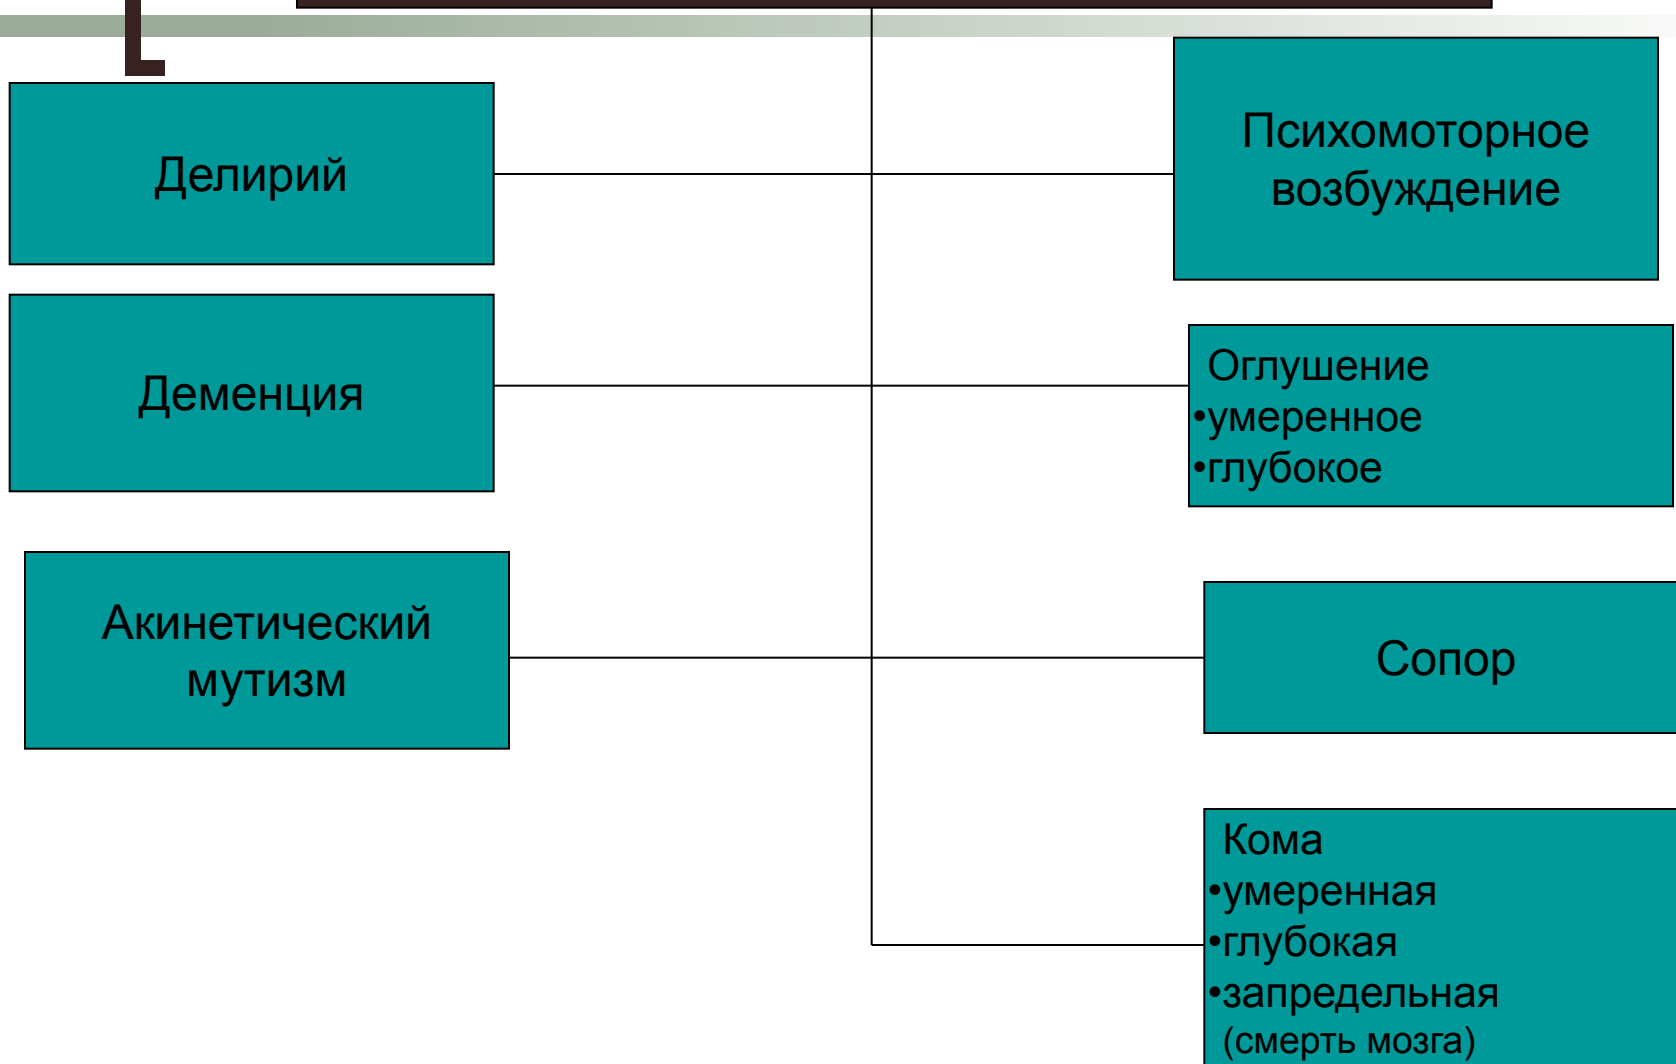 Делирий
Психомоторное
возбуждение
Деменция
Оглушение
•умеренное
•глубокое
Акинетический
мутизм
Сопор
Кома
•умеренная
•глубокая
•запредельная
(смерть мозга)